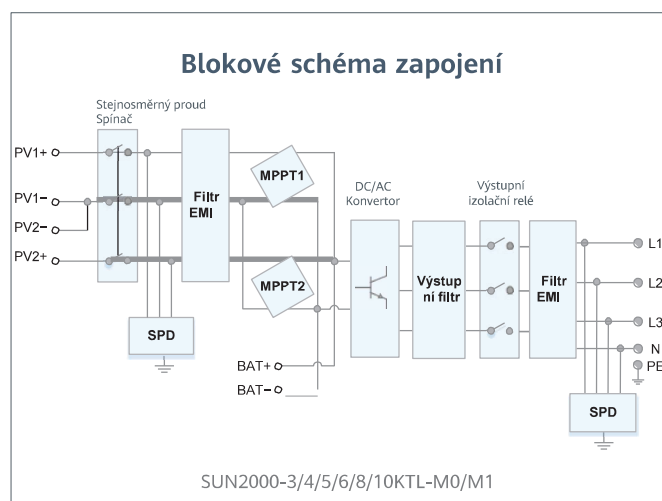 Blokové schéma zapojení
Stejnosměrný proud
Spínač
PV1+
PV1−
PV2−
PV2+
Filtr
EMI
MPPT1
MPPT2
SPD
BAT+
BAT−
DC/AC
Konvertor
Výstup
ní filtr
Výstupní
izolační relé
Filtr
EMI
L1
L2
L3
N
PE
SPD
SUN2000-3/4/5/6/8/10KTL-M0/M1